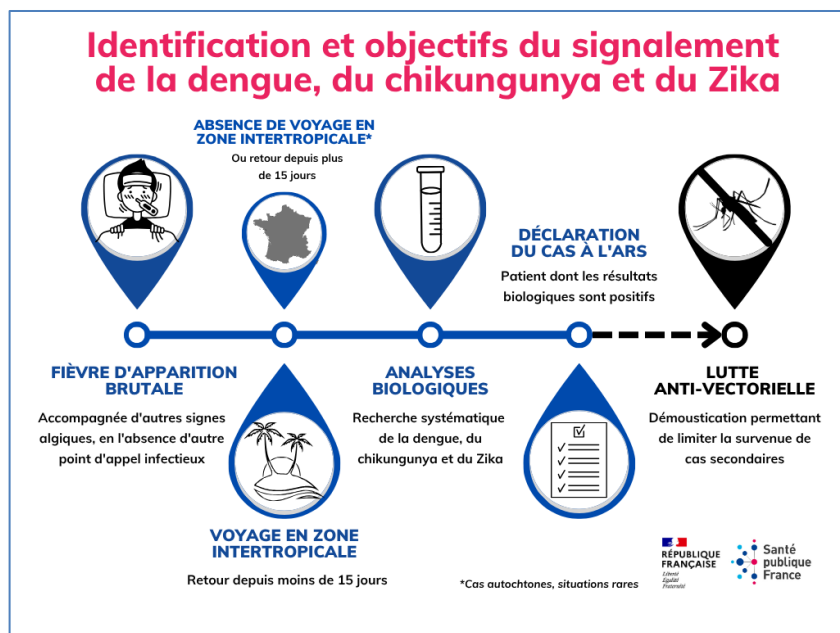 Identification et objectifs du signalement
de la dengue, du chikungunya et du Zika
ABSENCE DE VOYAGE EN
ZONE INTERTROPICALE*
Ou retour depuis plus
de 15 jours
DÉCLARATION
DU CAS À L'ARS
Patient dont les résultats
biologiques sont positifs
FIÈVRE D'APPARITION
BRUTALE
Accompagnée d'autres signes
algiques, en l'absence d'autre
point d'appel infectieux
VOYAGE EN ZONE
INTERTROPICALE
Retour depuis moins de 15 jours
ANALYSES
BIOLOGIQUES
Recherche systématique
de la dengue, du
chikungunya et du Zika
LUTTE
ANTI-VECTORIELLE
Démoustication permettant
de limiter la survenue de
cas secondaires
*Cas autochtones, situations rares
RÉPUBLIQUE
FRANÇAISE
Liberté
Égalité
Fraternité
Santé
publique
France